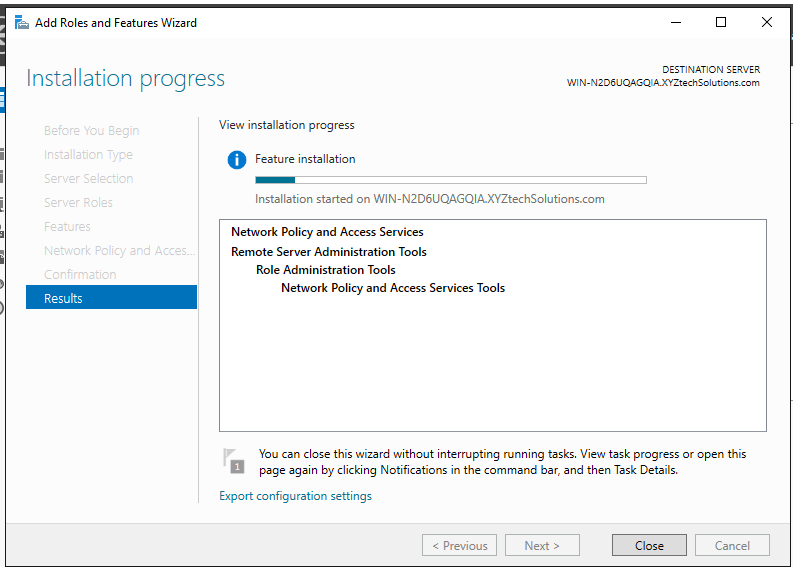 Add Roles and Features Wizard
Installation progress
DESTINATION SERVER
WIN-N2D6UQAGQIA.XYZtechSolutions.com
Before You Begin
Installation Type
Server Selection
Server Roles
Features
Network Policy and Acces...
Confirmation
Results
View installation progress
Feature installation
Installation started on WIN-N2D6UQAGQIA.XYZtechSolutions.com
Network Policy and Access Services
Remote Server Administration Tools
Role Administration Tools
Network Policy and Access Services Tools
1
You can close this wizard without interrupting running tasks. View task progress or open this
page again by clicking Notifications in the command bar, and then Task Details.
Export configuration settings
< Previous
Next >
Close
Cancel